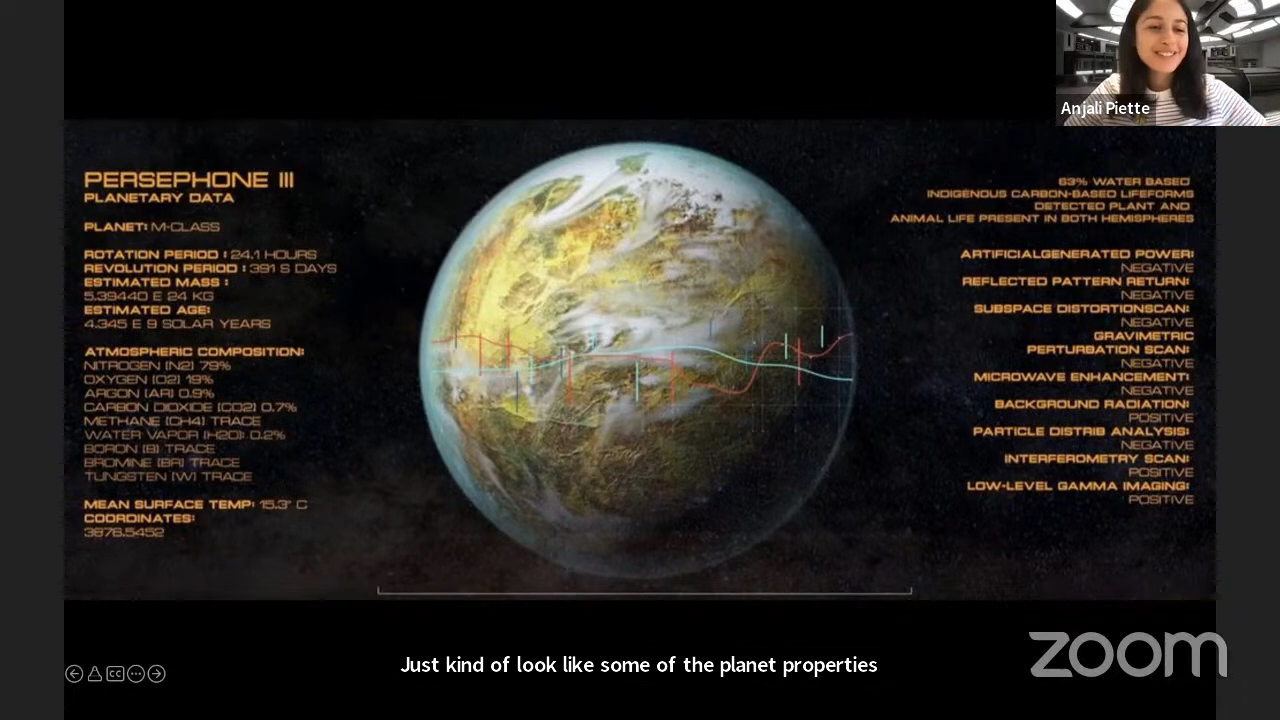 Anjali Piette
PERSEPHONE III
PLANETARY DATA
PLANET: M-CLASS
ROTATION PERIOD : 24.1 HOURS
REVOLUTION PERIOD : 391 S DAYS
ESTIMATED MASS :
5.39440 E 24 KG
ESTIMATED AGE:
4.345 E 9 SOLAR YEARS
ATMOSPHERIC COMPOSITION:
NITROGEN (N2) 79%
OXYGEN (O2) 19%
ARGON (AR) 0.9%
CARBON DIOXIDE (CO2) 0.7%
METHANE (CH4) TRACE
WATER VAPOR (H2O): 0.2%
BORON (B) TRACE
BROMINE (BR) TRACE
TUNGSTEN (W) TRACE
MEAN SURFACE TEMP: 15.3° C
COORDINATES:
3876.5452
63% WATER BASED
INDIGENOUS CARBON-BASED LIFEFORMS
DETECTED PLANT AND
ANIMAL LIFE PRESENT IN BOTH HEMISPHERES
ARTIFICIALGENERATED POWER:
NEGATIVE
REFLECTED PATTERN RETURN:
NEGATIVE
SUBSPACE DISTORTIONSCAN:
NEGATIVE
GRAVIMETRIC
PERTURBATION SCAN:
NEGATIVE
MICROWAVE ENHANCEMENT:
NEGATIVE
BACKGROUND RADIATION:
POSITIVE
PARTICLE DISTRIB ANALYSIS:
NEGATIVE
INTERFEROMETRY SCAN:
POSITIVE
LOW-LEVEL GAMMA IMAGING:
POSITIVE
Just kind of look like some of the planet properties
CC
zoom